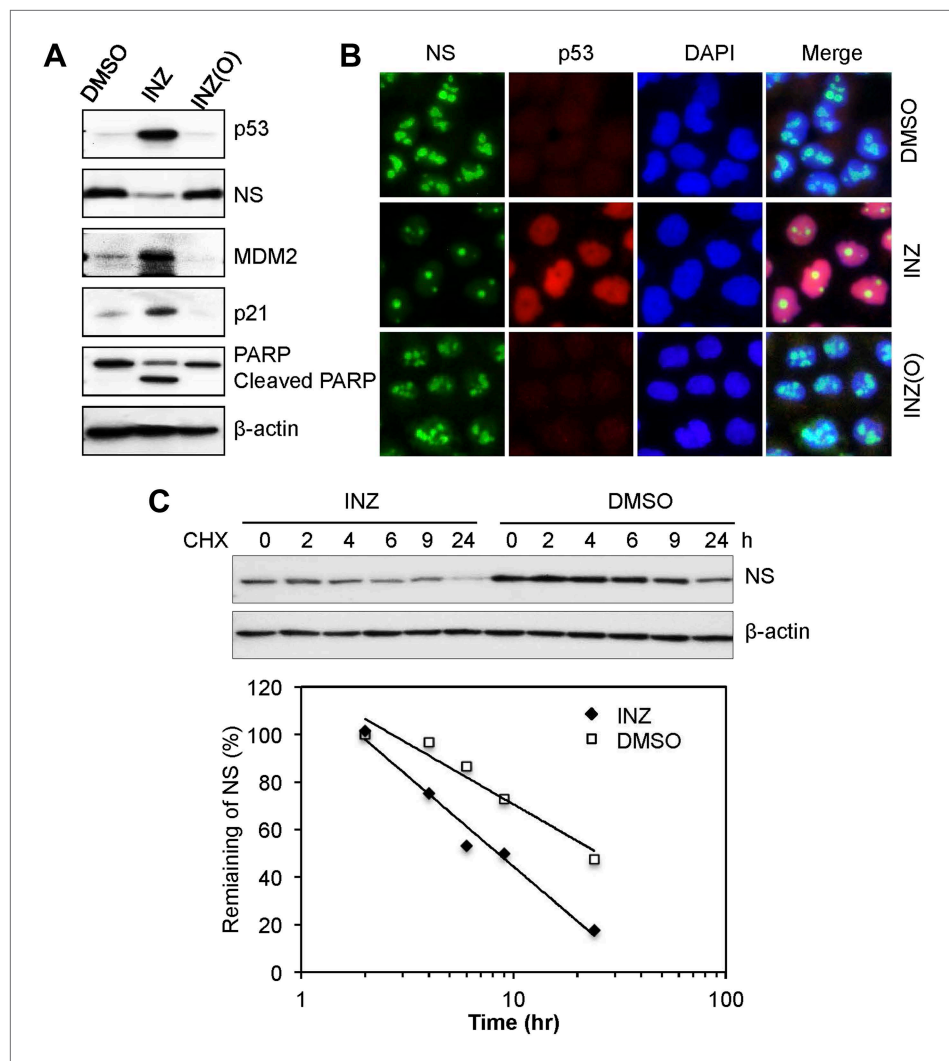 A
DMSO
INZ
INZ(O)
p53
NS
MDM2
p21
PARP
Cleaved PARP
β-actin
B
NS p53 DAPI Merge
DMSO
INZ
INZ(O)
C
INZ DMSO
CHX 0 2 4 6 9 24 0 2 4 6 9 24 h
NS
β-actin
120
100
80
60
40
20
0
Remiaining of NS (%)
INZ
DMSO
1 10 100
Time (hr)